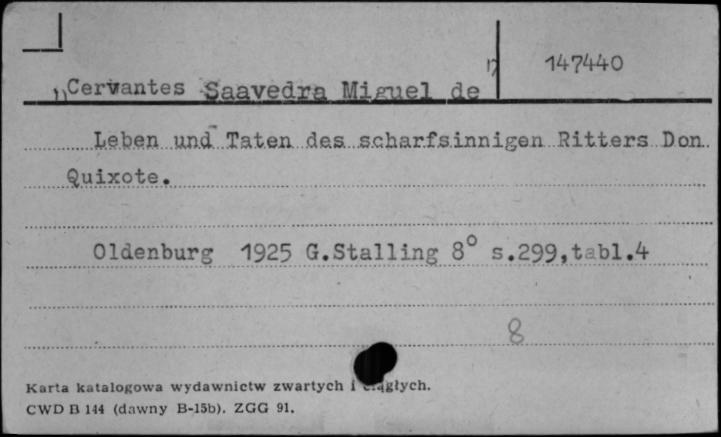 147440
Cervantes Saavedra Miguel de
Leben und Taten des scharfsinnigen Ritters Don
Quixote.
Oldenburg 1925 G.Stalling 8° s.299,tabl.4
8
Karta katalogowa wydawnictw zwartych i ciągłych.
CWD B 144 (dawny B-15b). ZGG 91.